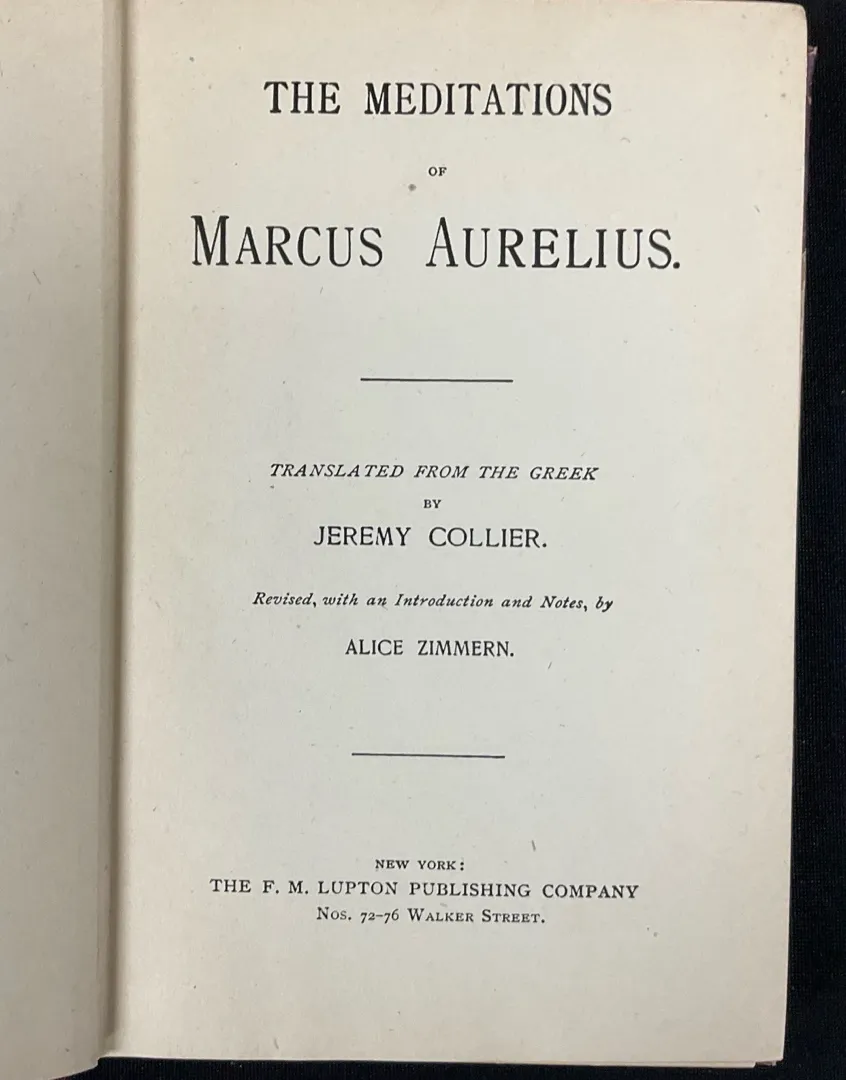 THE MEDITATIONS
OF
MARCUS AURELIUS.
TRANSLATED FROM THE GREEK
BY
JEREMY COLLIER.
Revised, with an Introduction and Notes, by
ALICE ZIMMERN.
NEW YORK:
THE F. M. LUPTON PUBLISHING COMPANY
Nos. 72–76 WALKER STREET.